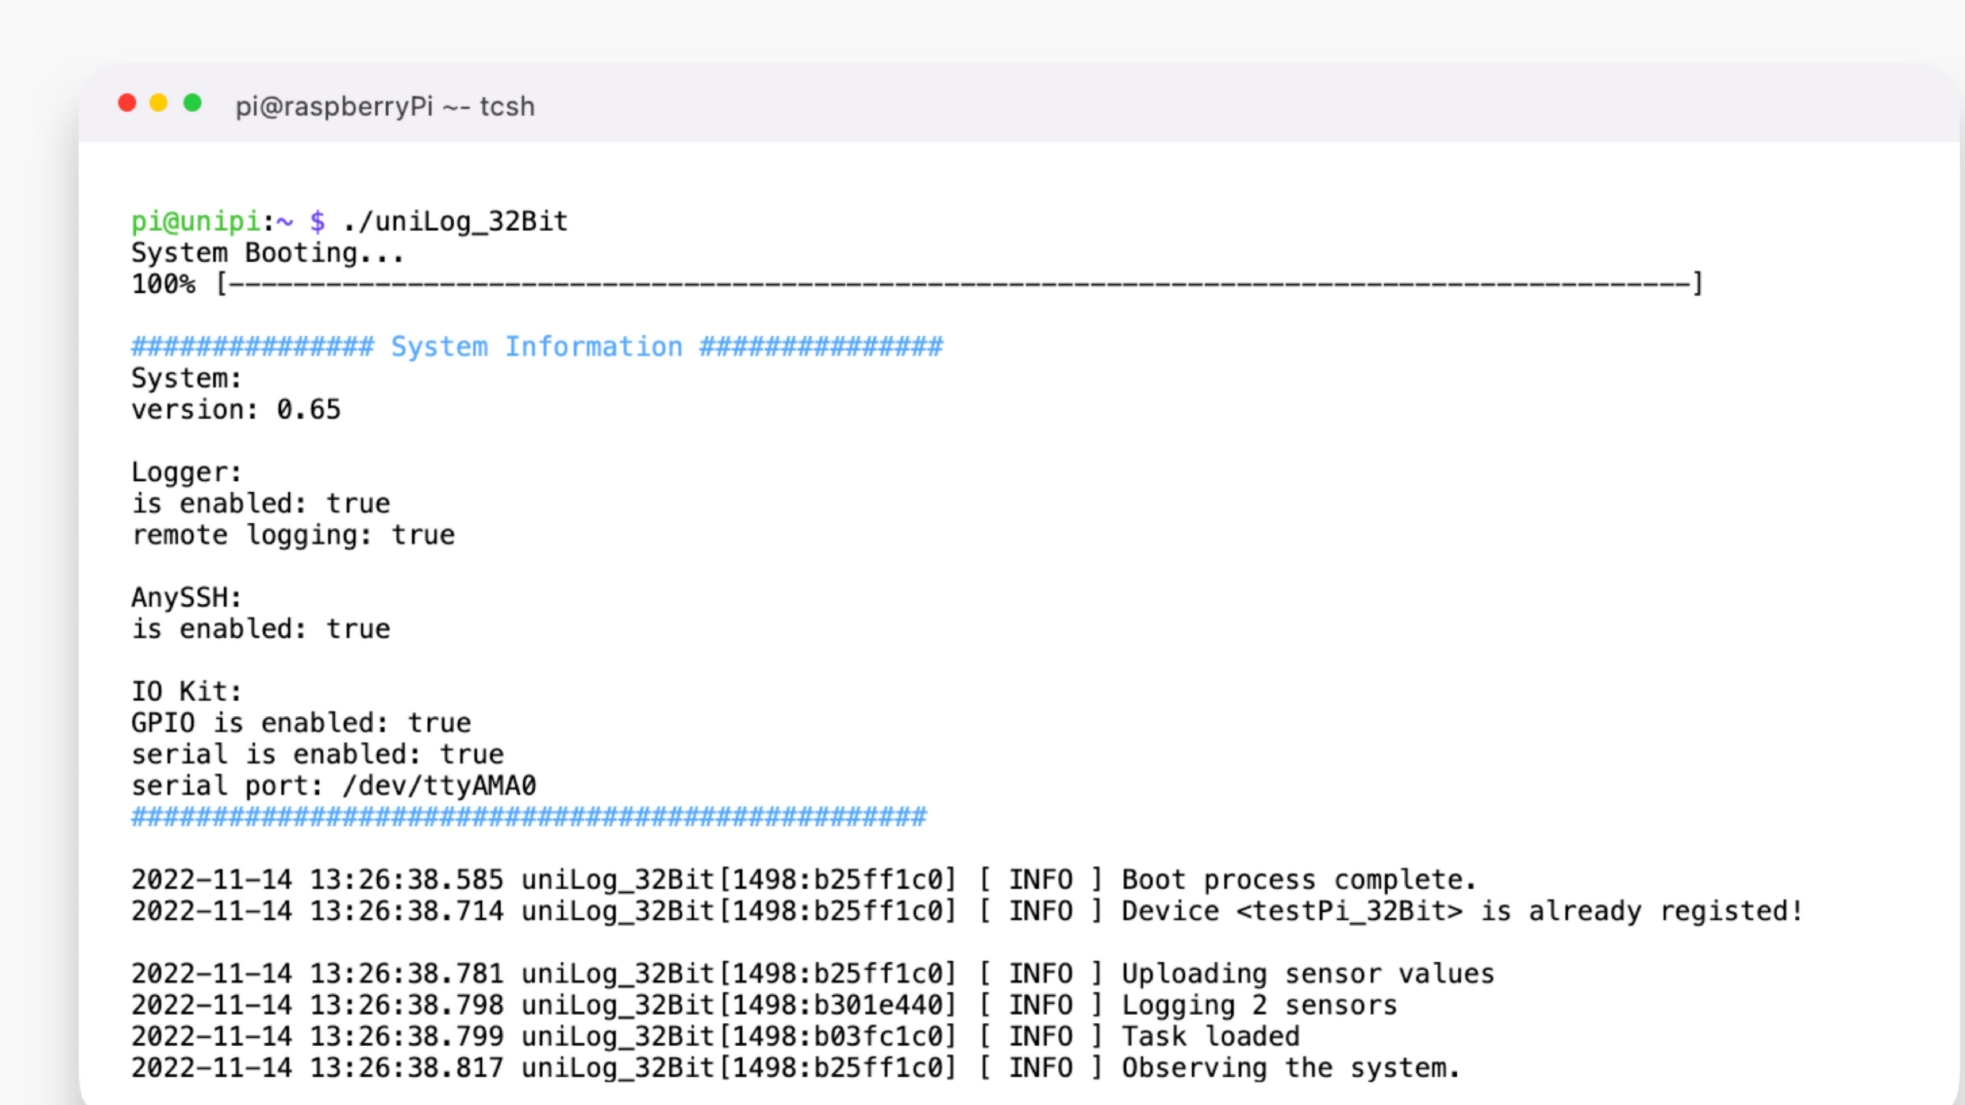 pi@raspberryPi ~- tcsh
pi@unipi:~ $ ./uniLog_32Bit
System Booting...
100% [------------------------------------------------------------------------------------------]
############### System Information ###############
System:
version: 0.65
Logger:
is enabled: true
remote logging: true
AnySSH:
is enabled: true
IO Kit:
GPIO is enabled: true
serial is enabled: true
serial port: /dev/ttyAMA0
#################################################
2022-11-14 13:26:38.585 uniLog_32Bit[1498:b25ff1c0] [ INFO ] Boot process complete.
2022-11-14 13:26:38.714 uniLog_32Bit[1498:b25ff1c0] [ INFO ] Device <testPi_32Bit> is already registed!
2022-11-14 13:26:38.781 uniLog_32Bit[1498:b25ff1c0] [ INFO ] Uploading sensor values
2022-11-14 13:26:38.798 uniLog_32Bit[1498:b301e440] [ INFO ] Logging 2 sensors
2022-11-14 13:26:38.799 uniLog_32Bit[1498:b03fc1c0] [ INFO ] Task loaded
2022-11-14 13:26:38.817 uniLog_32Bit[1498:b25ff1c0] [ INFO ] Observing the system.